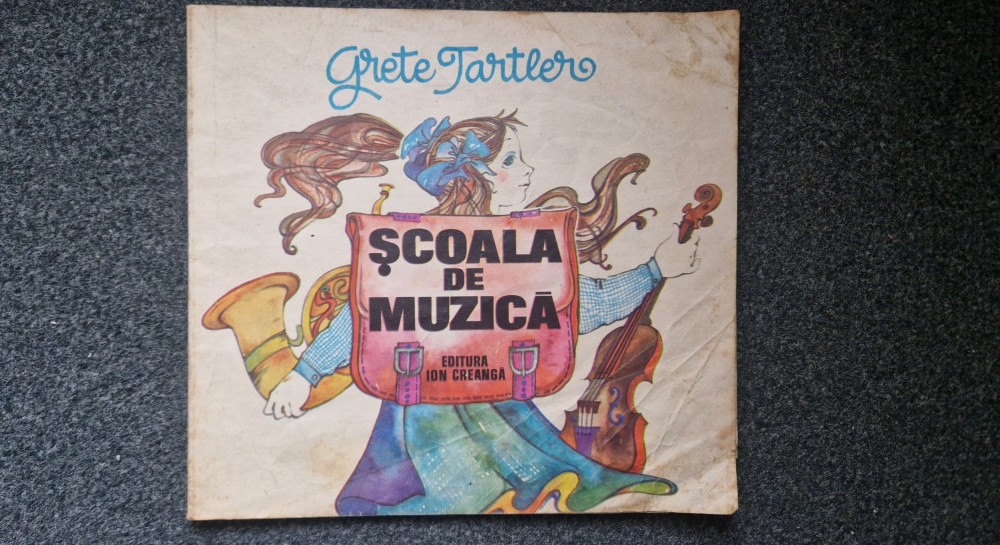 Grete Tartler
ȘCOALA
DE
MUZICĂ
EDITURA
ION CREANGĂ